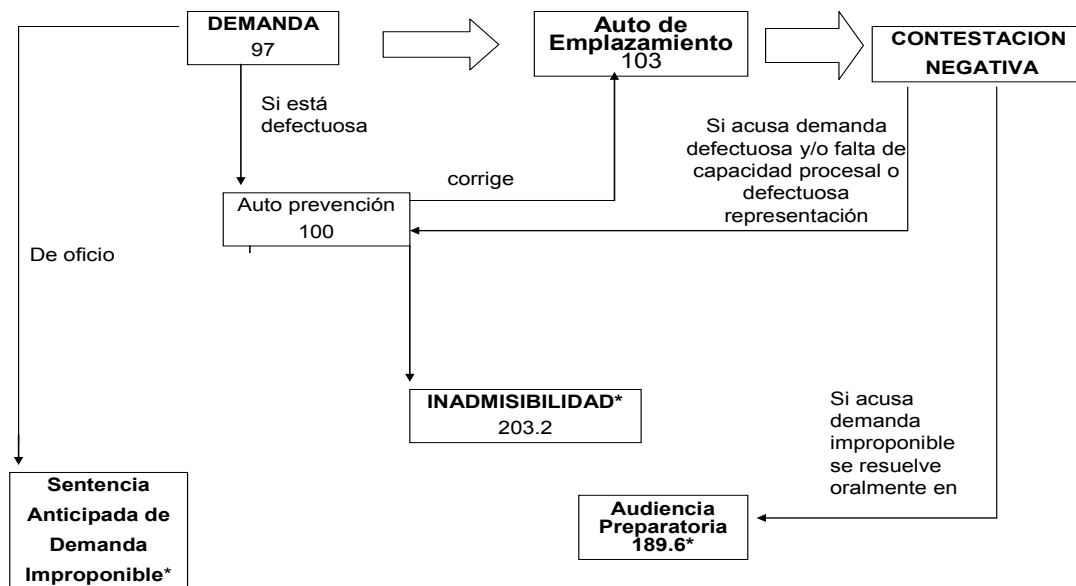 DEMANDA
97
Auto de
Emplazamiento
103
CONTESTACION
NEGATIVA
Si está
defectuosa
Si acusa demanda
defectuosa y/o falta de
capacidad procesal o
defectuosa
representación
corrige
Auto prevención
100
De oficio
INADMISIBILIDAD*
203.2
Si acusa
demanda
improponible
se resuelve
oralmente en
Sentencia
Anticipada de
Demanda
Improponible*
Audiencia
Preparatoria
189.6*